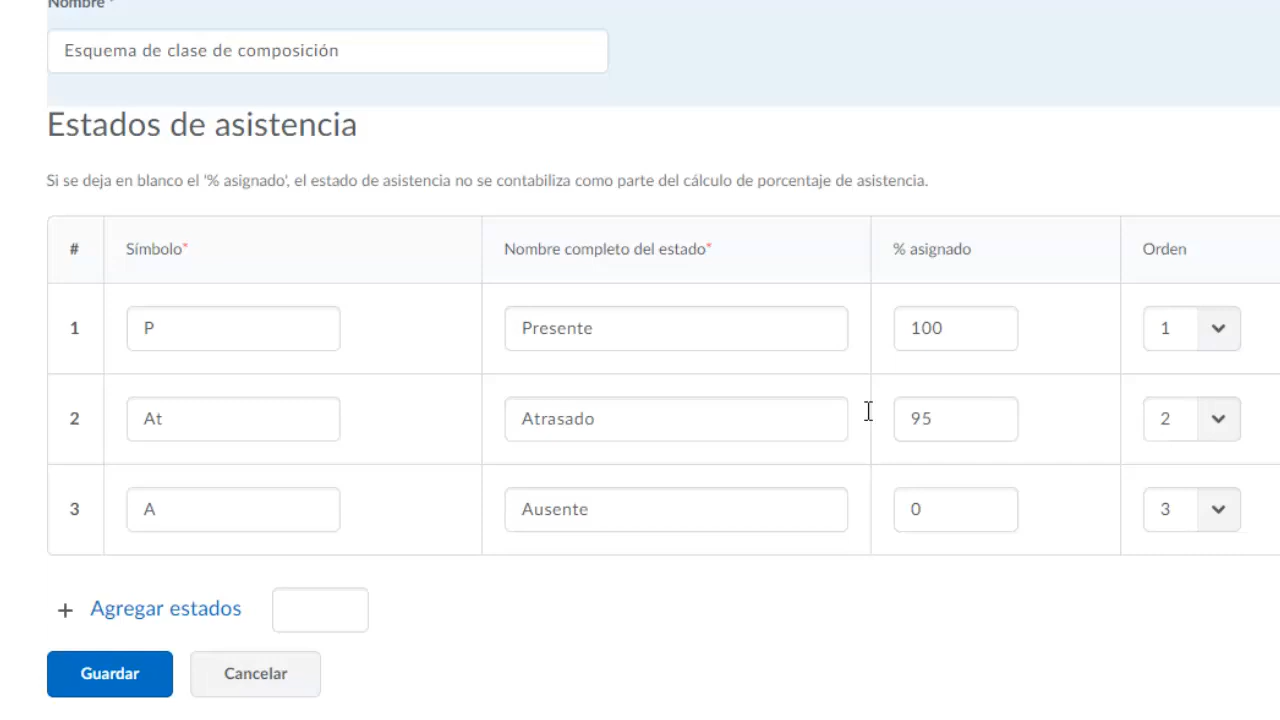 Nombre *
Esquema de clase de composición
Estados de asistencia
Si se deja en blanco el '% asignado', el estado de asistencia no se contabiliza como parte del cálculo de porcentaje de asistencia.
# Símbolo* Nombre completo del estado* % asignado Orden
1 P Presente 100 1
2 At Atrasado 95 2
3 A Ausente 0 3
+ Agregar estados
Guardar Cancelar